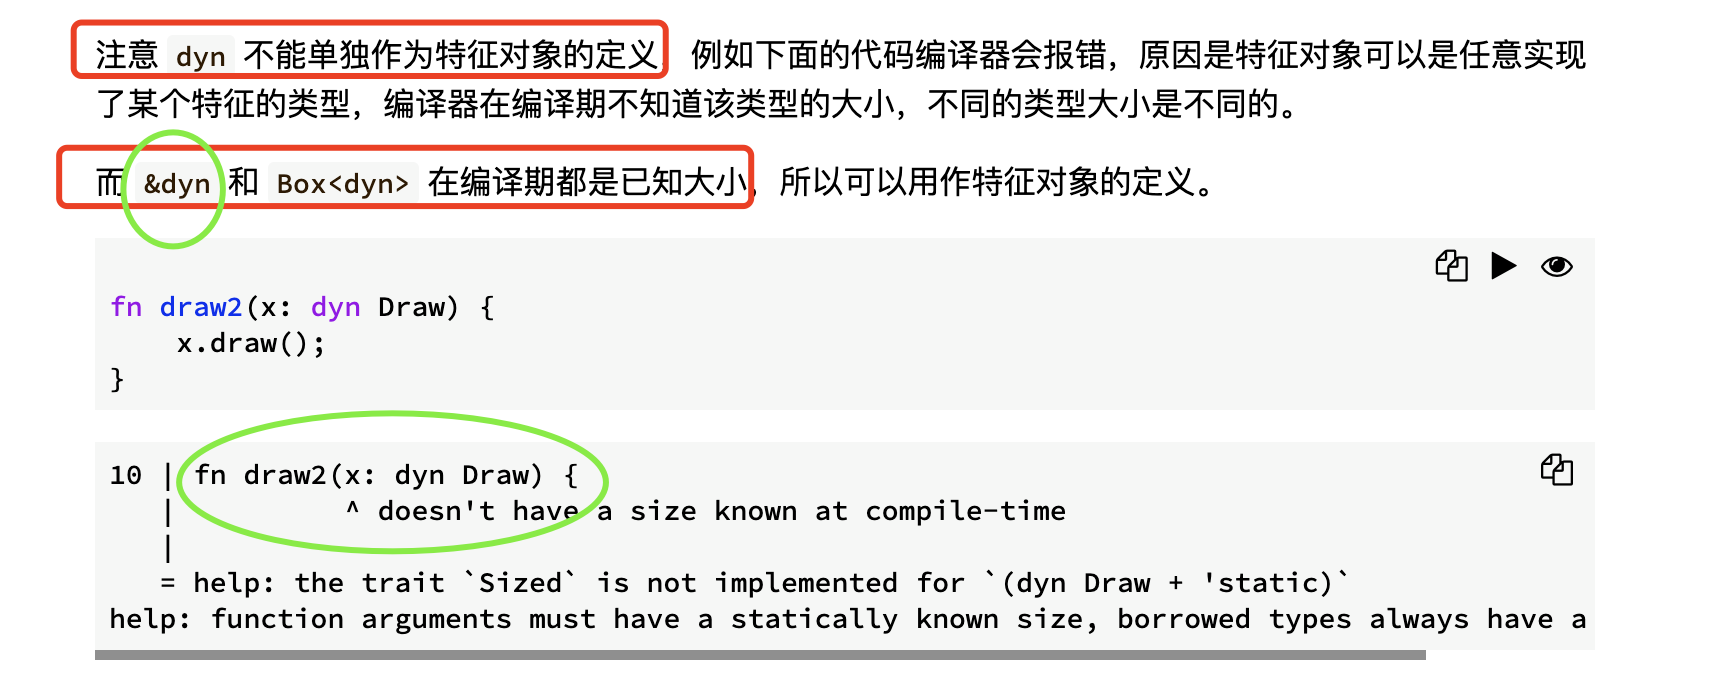 注意 dyn 不能单独作为特征对象的定义，例如下面的代码编译器会报错，原因是特征对象可以是任意实现
了某个特征的类型，编译器在编译期不知道该类型的大小，不同的类型大小是不同的。
而 &dyn 和 Box<dyn> 在编译期都是已知大小，所以可以用作特征对象的定义。
fn draw2(x: dyn Draw) {
    x.draw();
}
10 | fn draw2(x: dyn Draw) {
   |          ^ doesn't have a size known at compile-time
   |
   = help: the trait `Sized` is not implemented for `(dyn Draw + 'static)`
help: function arguments must have a statically known size, borrowed types always have a